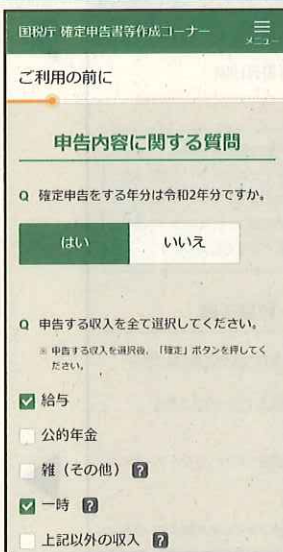 国税庁 確定申告書等作成コーナー
メニュー
ご利用の前に
申告内容に関する質問
Q 確定申告をする年分は令和2年分ですか。
はい いいえ
Q 申告する収入を全て選択してください。
※ 申告する収入を選択後、「確定」ボタンを押してく
ださい。
給与
公的年金
雑（その他） ?
一時 ?
上記以外の収入 ?